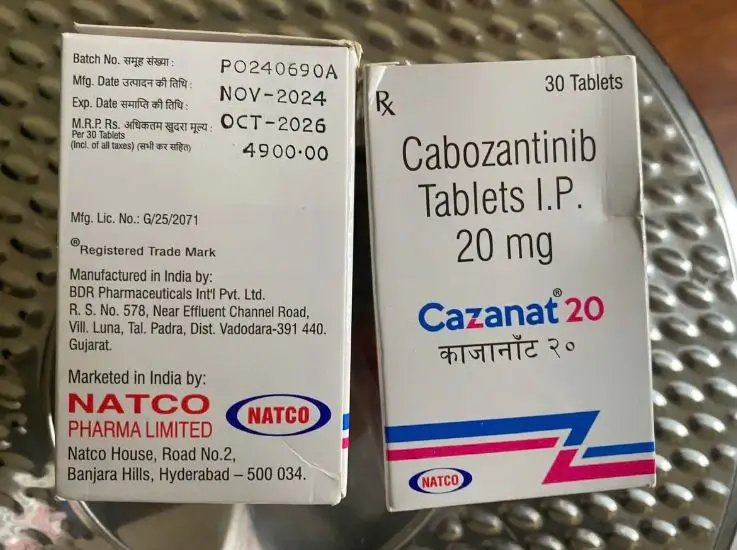 Batch No. समूह संख्या : PO240690A
Mfg. Date उत्पादन की तिथि : NOV-2024
Exp. Date समाप्ति की तिथि : OCT-2026
M.R.P. Rs. अधिकतम खुदरा मूल्य : 4900.00
Per 30 Tablets
(Incl. of all taxes) (सभी कर सहित)
Mfg. Lic. No.: G/25/2071
®Registered Trade Mark
Manufactured in India by:
BDR Pharmaceuticals Int'l Pvt. Ltd.
R. S. No. 578, Near Effluent Channel Road,
Vill. Luna, Tal. Padra, Dist. Vadodara-391 440.
Gujarat.
Marketed in India by:
NATCO
PHARMA LIMITED
NATCO
Natco House, Road No.2,
Banjara Hills, Hyderabad – 500 034.
30 Tablets
Rx
Cabozantinib
Tablets I.P.
20 mg
Cazanat® 20
काजानॉट २०
NATCO